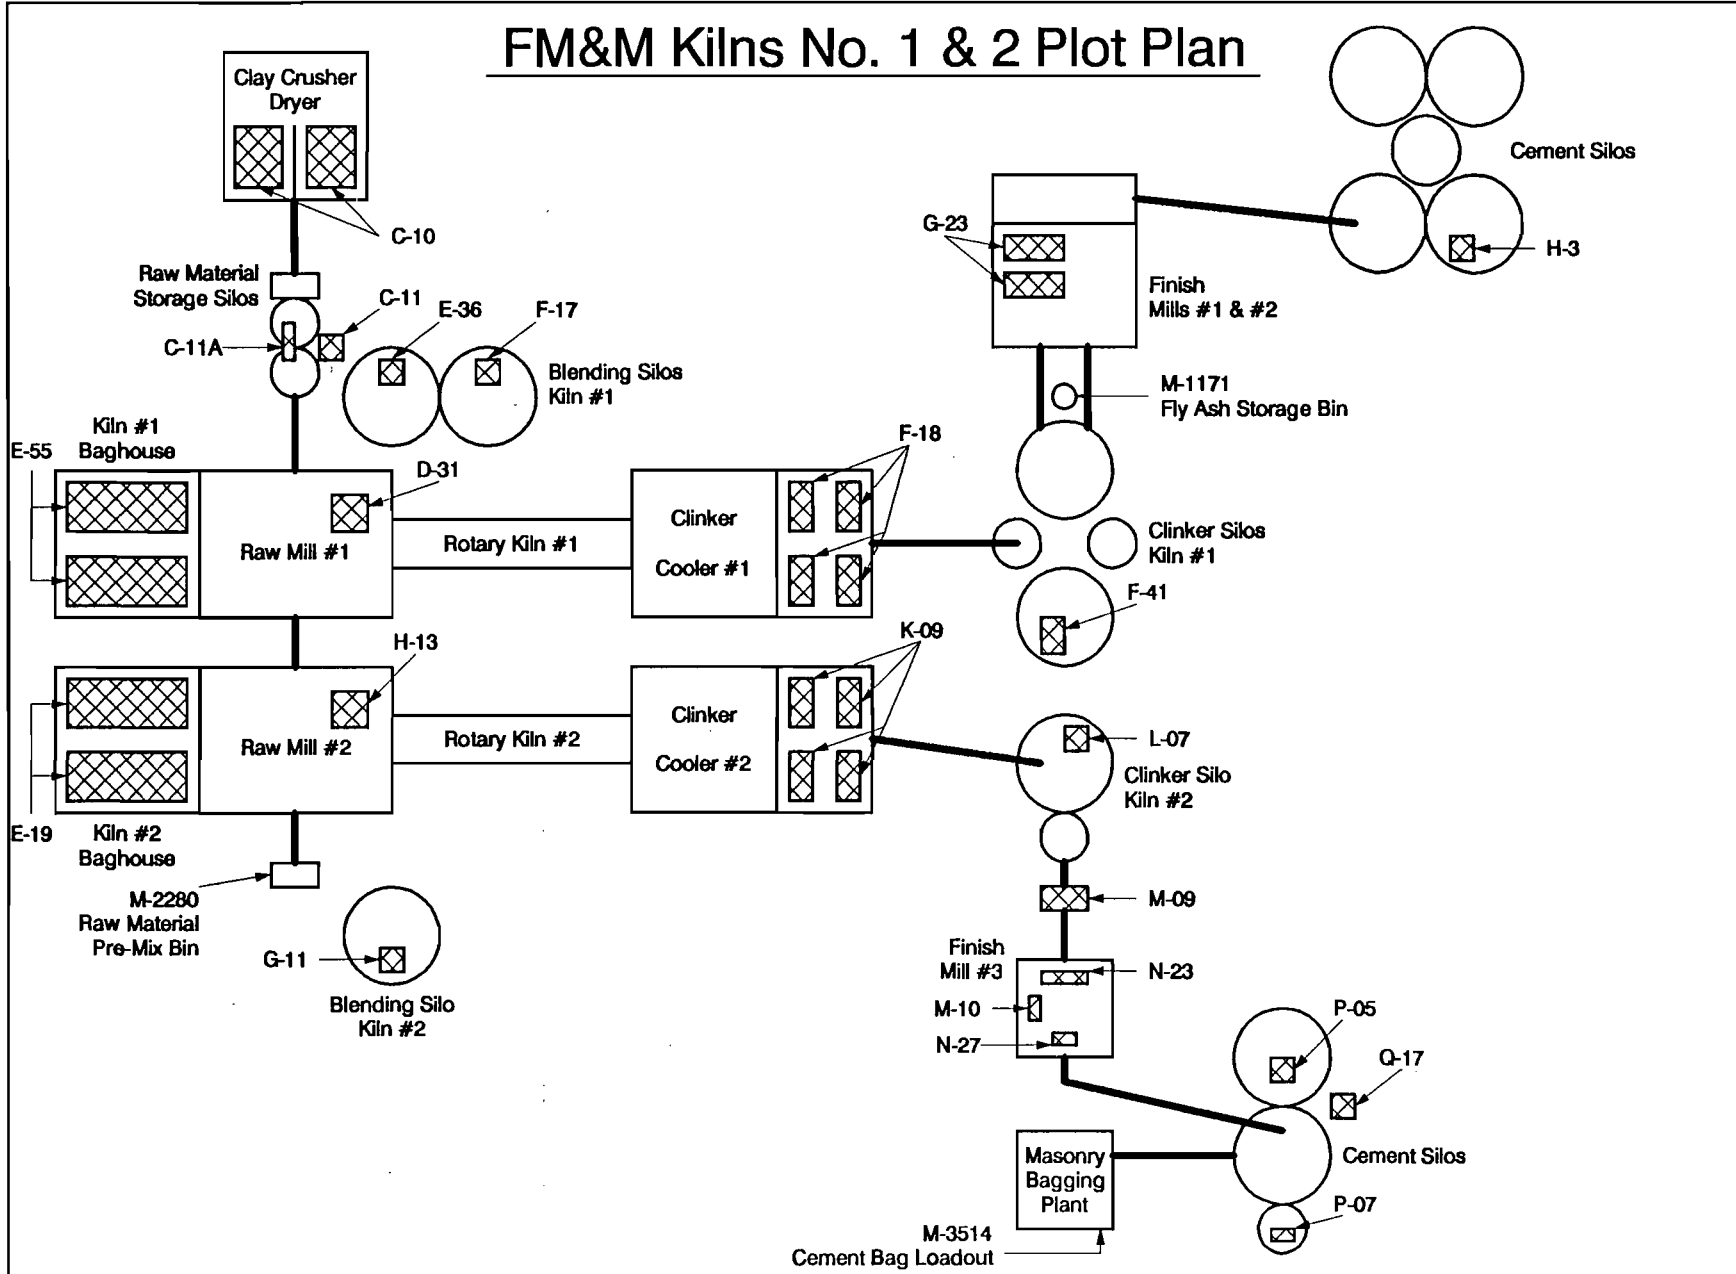 FM&M Kilns No. 1 & 2 Plot Plan
Clay Crusher
Dryer
C-10
Raw Material
Storage Silos
C-11
C-11A
E-36
F-17
Blending Silos
Kiln #1
Kiln #1
Baghouse
E-55
D-31
Raw Mill #1
Rotary Kiln #1
Clinker
Cooler #1
F-18
G-23
Finish
Mills #1 & #2
Cement Silos
H-3
M-1171
Fly Ash Storage Bin
Clinker Silos
Kiln #1
F-41
H-13
Raw Mill #2
Rotary Kiln #2
Clinker
Cooler #2
K-09
E-19
Kiln #2
Baghouse
M-2280
Raw Material
Pre-Mix Bin
G-11
Blending Silo
Kiln #2
L-07
Clinker Silo
Kiln #2
M-09
Finish
Mill #3
N-23
M-10
N-27
P-05
Q-17
Cement Silos
P-07
Masonry
Bagging
Plant
M-3514
Cement Bag Loadout